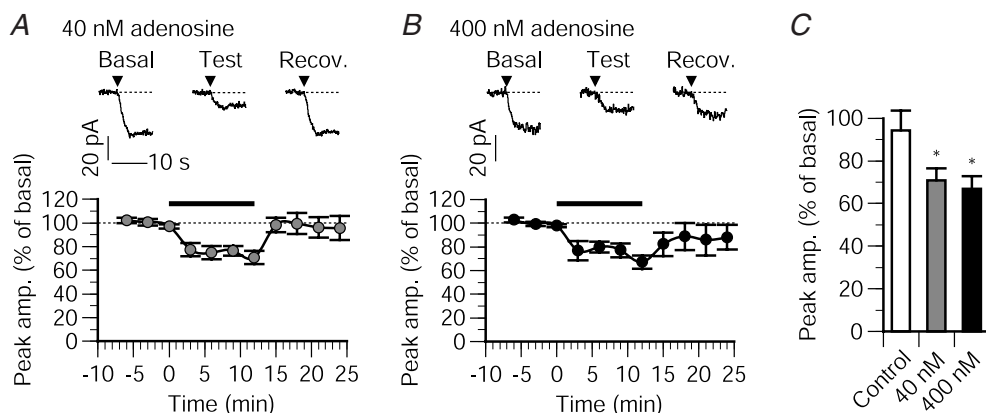 A 40 nM adenosine
Basal Test Recov.
20 pA
10 s
Peak amp. (% of basal)
120
100
80
60
40
20
0
-10 -5 0 5 10 15 20 25
Time (min)
B 400 nM adenosine
Basal Test Recov.
20 pA
Peak amp. (% of basal)
120
100
80
60
40
20
0
-10 -5 0 5 10 15 20 25
Time (min)
C
Peak amp. (% of basal)
100
80
60
40
20
0
* *
Control 40 nM 400 nM